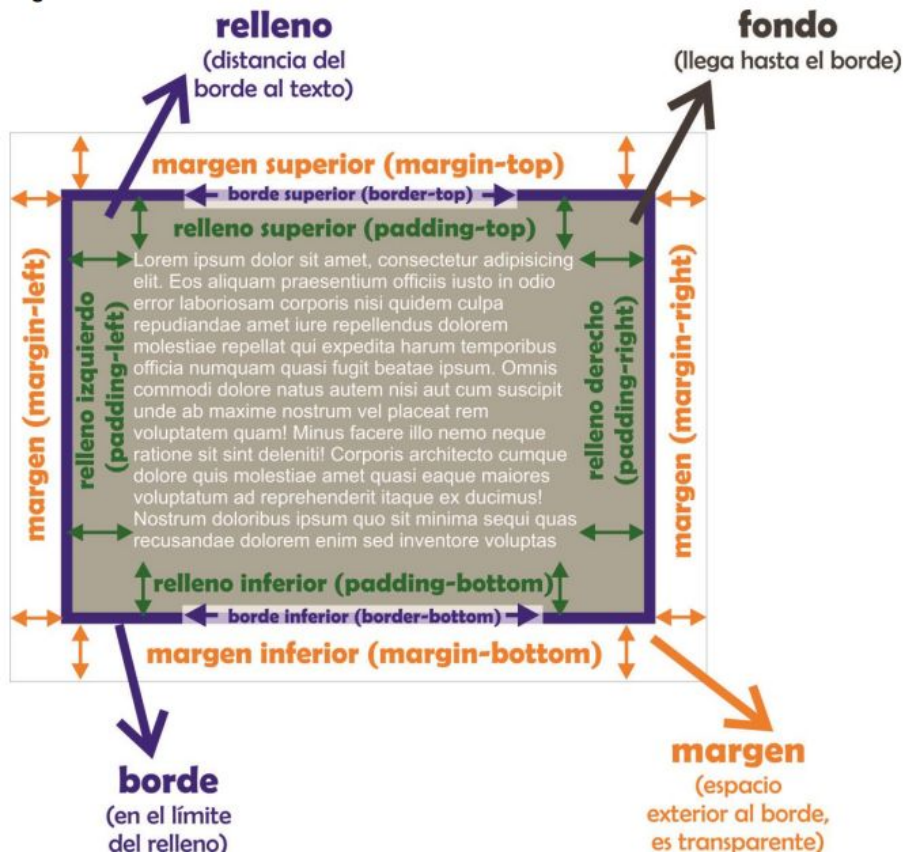 relleno
(distancia del
borde al texto)
fondo
(llega hasta el borde)
margen superior (margin-top)
borde superior (border-top)
relleno superior (padding-top)
margen (margin-left)
relleno izquierdo
(padding-left)
Lorem ipsum dolor sit amet, consectetur adipisicing
elit. Eos aliquam praesentium officiis iusto in odio
error laboriosam corporis nisi quidem culpa
repudiandae amet iure repellendus dolorem
molestiae repellat qui expedita harum temporibus
officia numquam quasi fugit beatae ipsum. Omnis
commodi dolore natus autem nisi aut cum suscipit
unde ab maxime nostrum vel placeat rem
voluptatem quam! Minus facere illo nemo neque
ratione sit sint deleniti! Corporis architecto cumque
dolore quis molestiae amet quasi eaque maiores
voluptatum ad reprehenderit itaque ex ducimus!
Nostrum doloribus ipsum quo sit minima sequi quas
recusandae dolorem enim sed inventore voluptas
relleno derecho
(padding-right)
margen (margin-right)
relleno inferior (padding-bottom)
borde inferior (border-bottom)
margen inferior (margin-bottom)
borde
(en el límite
del relleno)
margen
(espacio
exterior al borde,
es transparente)